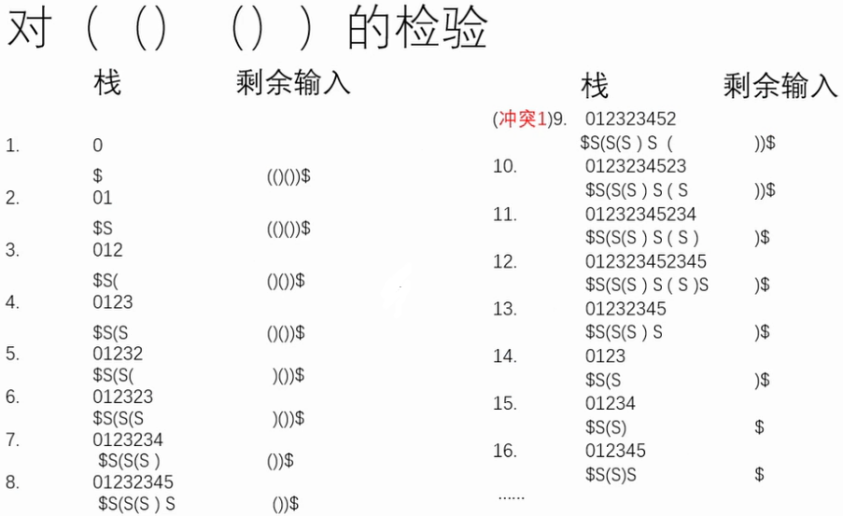 对（（） （））的检验
栈 剩余输入
1. 0
$ (()())$
2. 01
$S (()())$
3. 012
$S( ()())$
4. 0123
$S(S ()())$
5. 01232
$S(S( )())$
6. 012323
$S(S(S )())$
7. 0123234
$S(S(S ) ())$
8. 01232345
$S(S(S ) S ())$
栈 剩余输入
(冲突1)9. 012323452
$S(S(S ) S ( ))$
10. 0123234523
$S(S(S ) S ( S ))$
11. 01232345234
$S(S(S ) S ( S ) )$
12. 012323452345
$S(S(S ) S ( S )S )$
13. 01232345
$S(S(S ) S )$
14. 0123
$S(S )$
15. 01234
$S(S) $
16. 012345
$S(S)S $
......